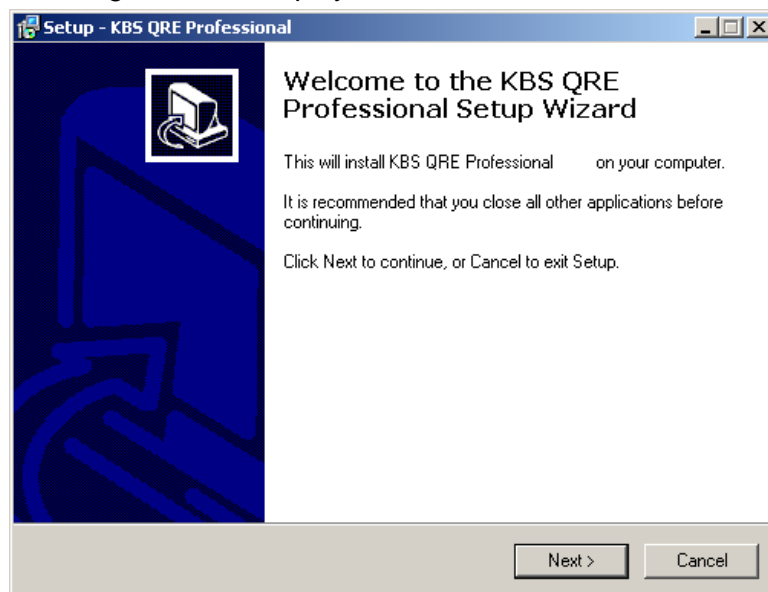 Setup - KBS QRE Professional
Welcome to the KBS QRE
Professional Setup Wizard
This will install KBS QRE Professional on your computer.
It is recommended that you close all other applications before
continuing.
Click Next to continue, or Cancel to exit Setup.
Next >
Cancel